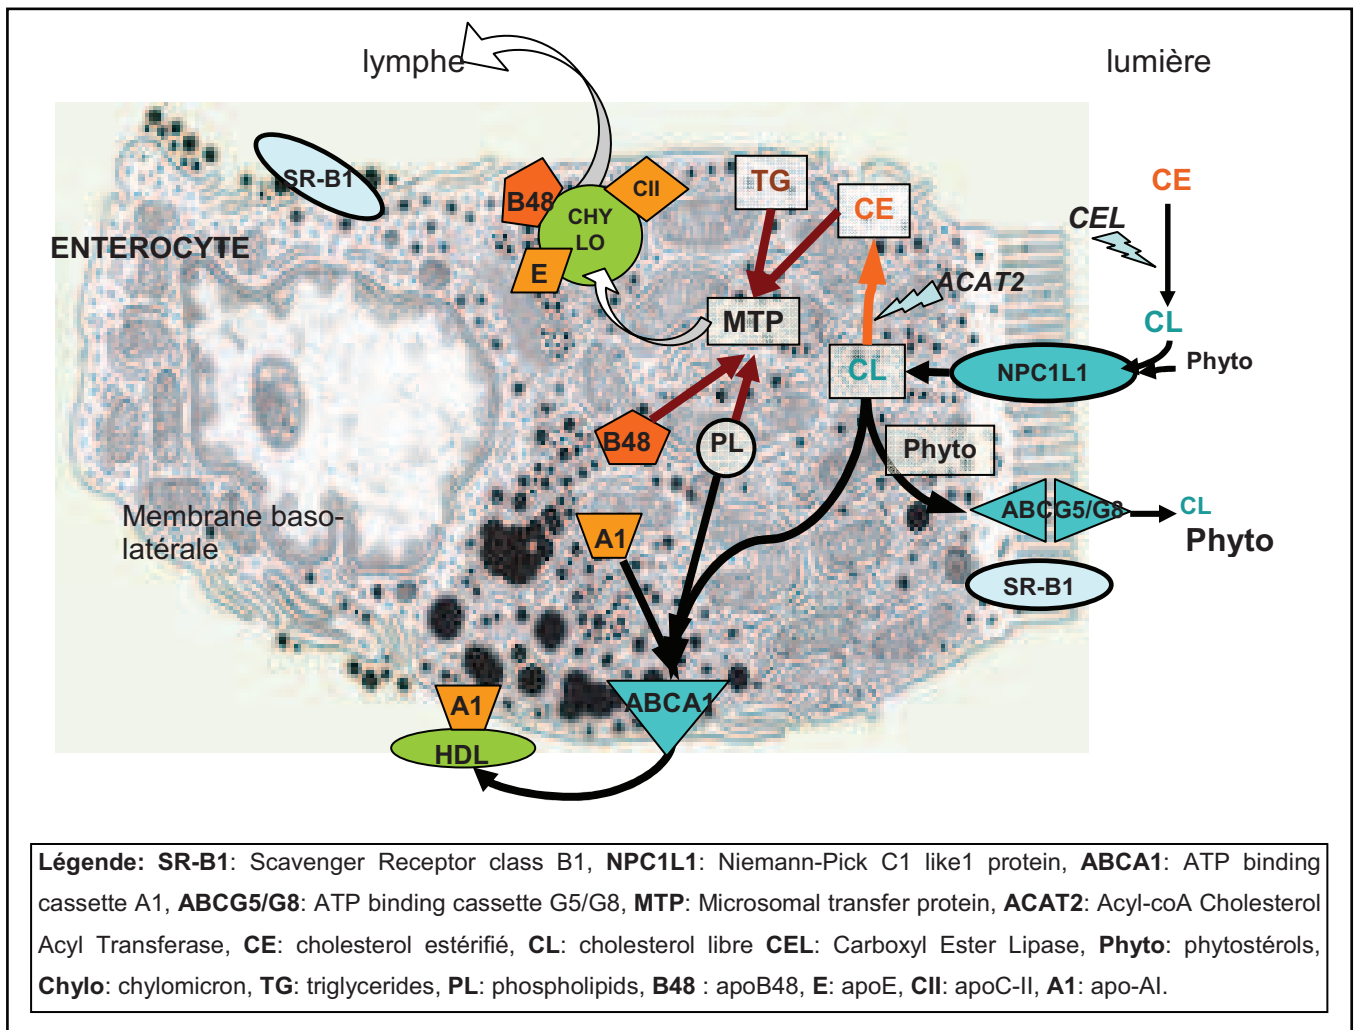 lymphe
lumière
SR-B1
ENTEROCYTE
B48
CII
CHY
LO
E
TG
CE
CE
CEL
ACAT2
MTP
CL
CL
NPC1L1
Phyto
B48
PL
Phyto
Membrane baso-
latérale
A1
ABCG5/G8
CL
Phyto
SR-B1
A1
ABCA1
HDL
Légende: SR-B1: Scavenger Receptor class B1, NPC1L1: Niemann-Pick C1 like1 protein, ABCA1: ATP binding
cassette A1, ABCG5/G8: ATP binding cassette G5/G8, MTP: Microsomal transfer protein, ACAT2: Acyl-coA Cholesterol
Acyl Transferase, CE: cholesterol estérifié, CL: cholesterol libre CEL: Carboxyl Ester Lipase, Phyto: phytostérols,
Chylo: chylomicron, TG: triglycerides, PL: phospholipids, B48 : apoB48, E: apoE, CII: apoC-II, A1: apo-AI.